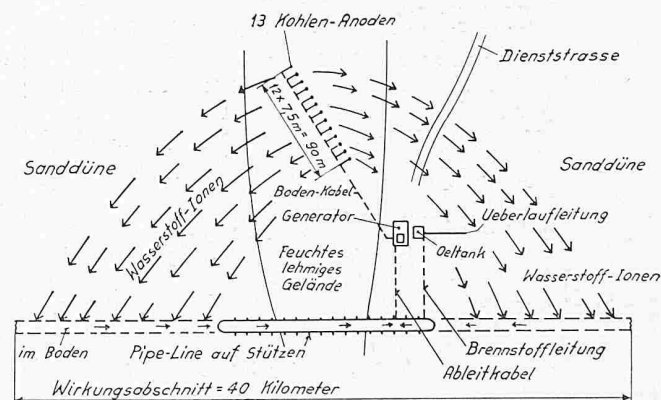 13 Kohlen-Anoden
Dienststrasse
12 x 7,5 m = 90 m
Sanddüne
Sanddüne
Wasserstoff-Ionen
Boden-Kabel
Generator
Ueberlaufleitung
Oeltank
Feuchtes
lehmiges
Gelände
Wasserstoff-Ionen
im Boden
Pipe-Line auf Stützen
Brennstoffleitung
Ableitkabel
Wirkungsabschnitt = 40 Kilometer